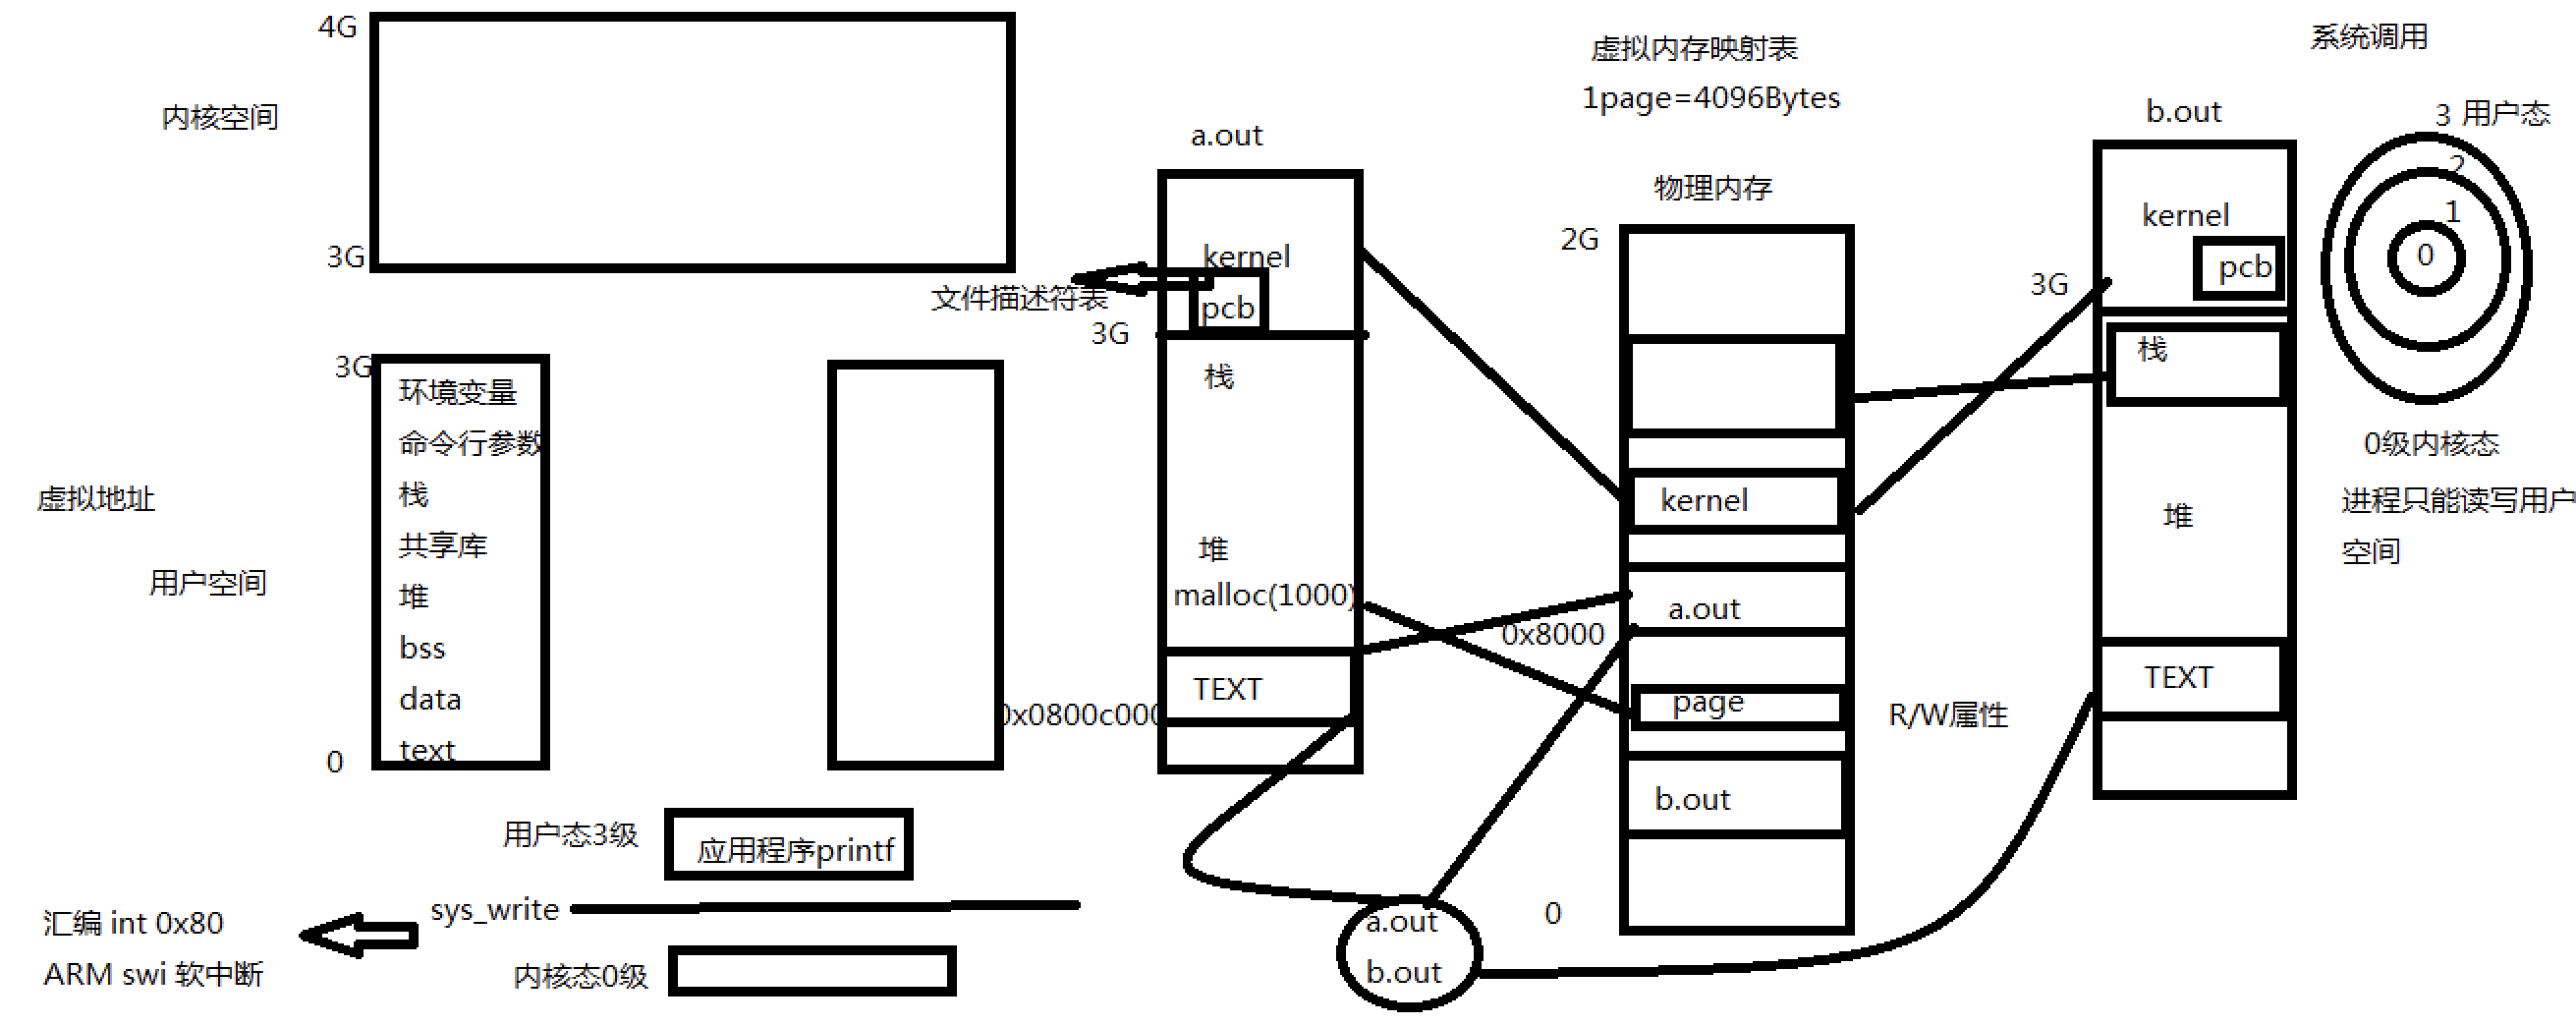 4G
内核空间
3G
3G
环境变量
命令行参数
栈
共享库
堆
bss
data
text
虚拟地址
用户空间
0
用户态3级
应用程序printf
sys_write
汇编 int 0x80
ARM swi 软中断
内核态0级
a.out
kernel
文件描述符表
pcb
3G
栈
堆
malloc(1000)
TEXT
0x0800c000
虚拟内存映射表
1page=4096Bytes
物理内存
2G
kernel
a.out
0x8000
page
R/W属性
b.out
0
a.out
b.out
系统调用
b.out
kernel
pcb
3G
栈
堆
TEXT
3 用户态
2
1
0
0级内核态
进程只能读写用户
空间